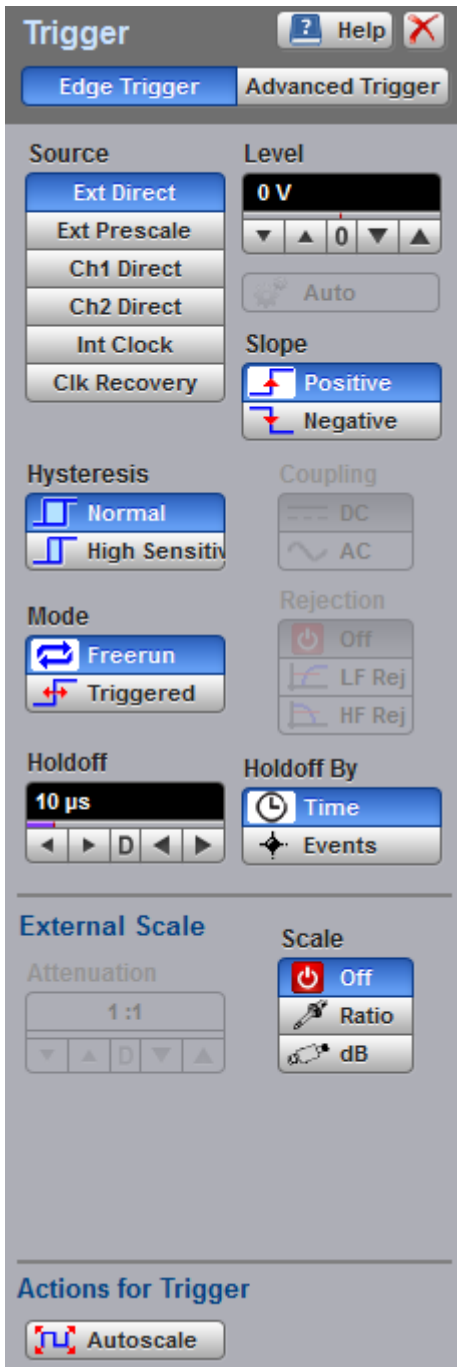 Trigger
? Help
Edge Trigger Advanced Trigger
Source
Ext Direct
Ext Prescale
Ch1 Direct
Ch2 Direct
Int Clock
Clk Recovery
Level
0 V
0
Auto
Slope
Positive
Negative
Hysteresis
Normal
High Sensitiv
Coupling
DC
AC
Mode
Freerun
Triggered
Rejection
Off
LF Rej
HF Rej
Holdoff
10 µs
D
Holdoff By
Time
Events
External Scale
Attenuation
1 :1
D
Scale
Off
Ratio
dB
Actions for Trigger
Autoscale